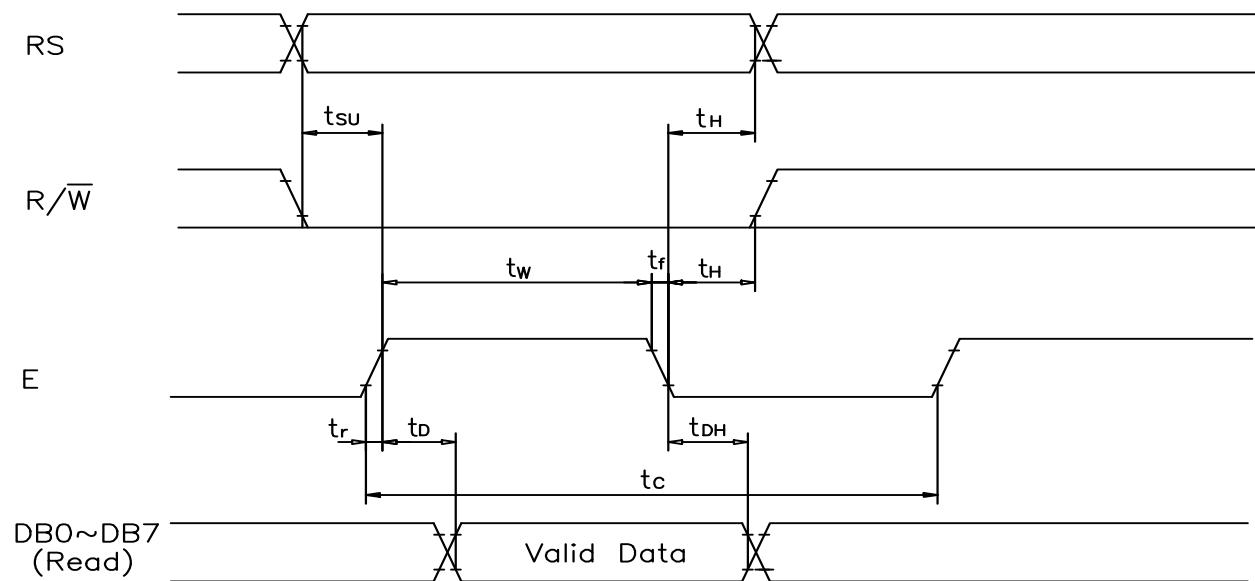 RS
tSU
tH
R/W̅
tW
tf
tH
E
tr
tD
tDH
tC
DB0~DB7
(Read)
Valid Data